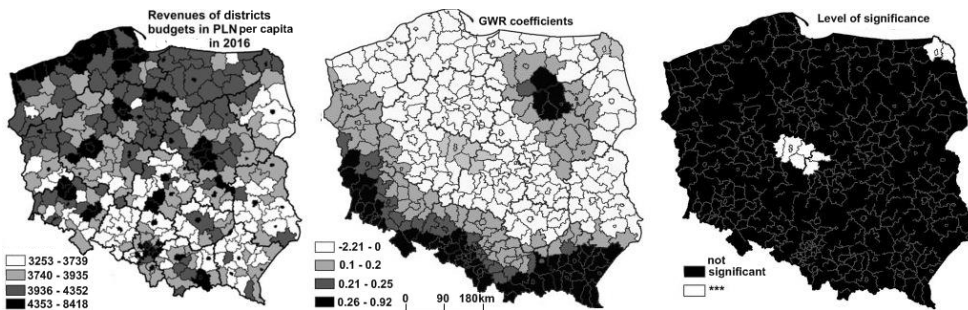 Revenues of districts
budgets in PLN per capita
in 2016
3253 - 3739
3740 - 3935
3936 - 4352
4353 - 8418
GWR coefficients
-2.21 - 0
0.1 - 0.2
0.21 - 0.25
0.26 - 0.92
0 90 180 km
Level of significance
not
significant
***